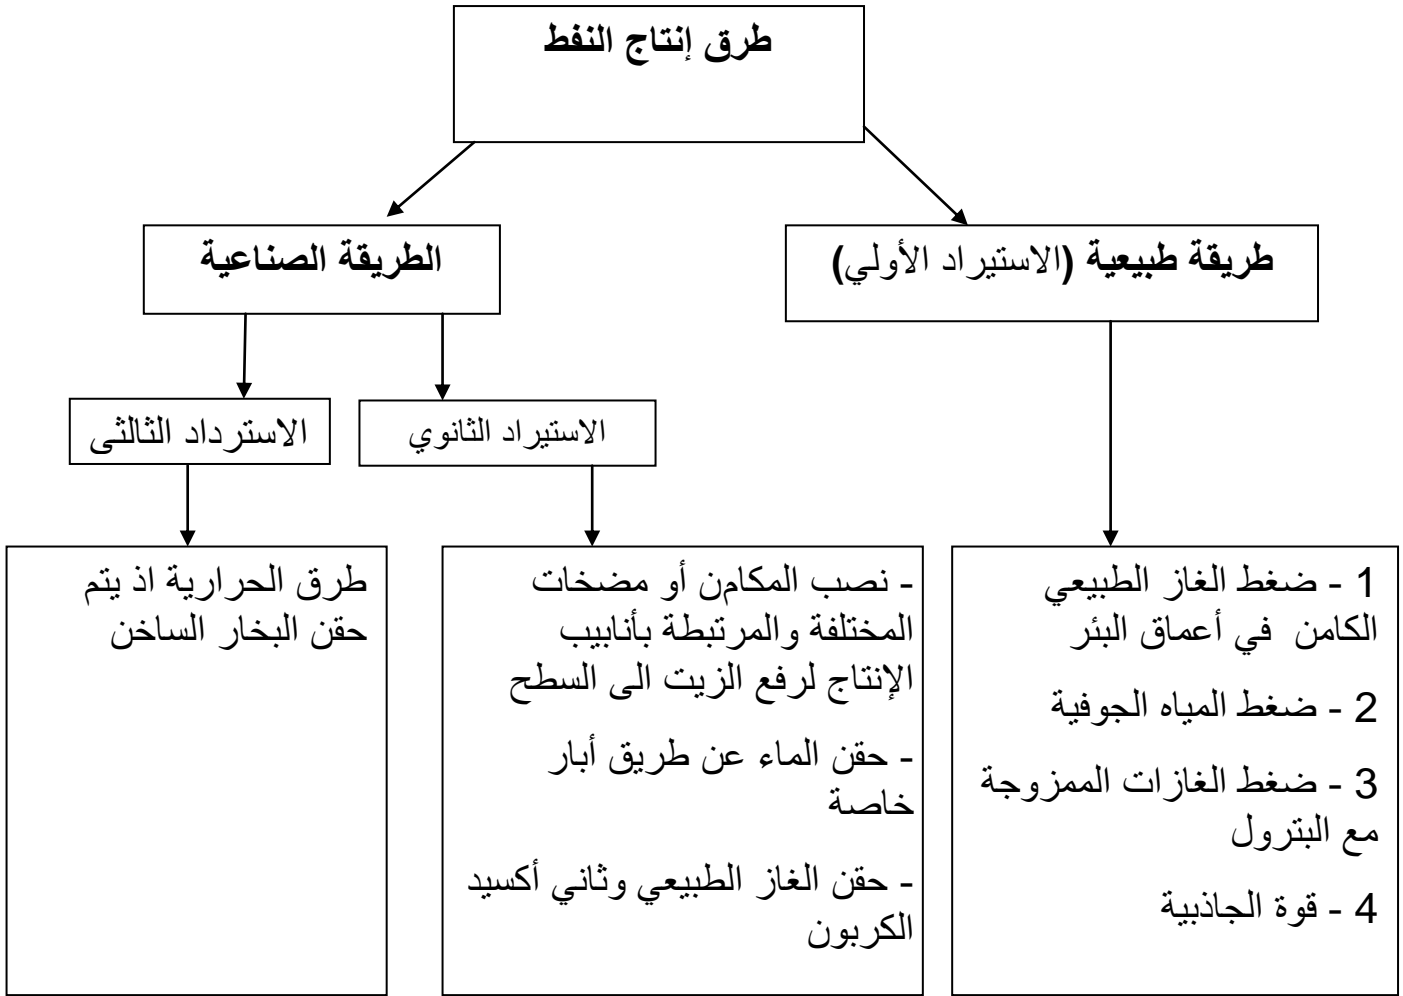 طرق إنتاج النفط
طريقة طبيعية (الاستيراد الأولي)
الطريقة الصناعية
الاستيراد الثانوي
الاسترداد الثالثى
1 - ضغط الغاز الطبيعي
الكامن في أعماق البئر
2 - ضغط المياه الجوفية
3 - ضغط الغازات الممزوجة
مع البترول
4 - قوة الجاذبية
- نصب المكامن أو مضخات
المختلفة والمرتبطة بأنابيب
الإنتاج لرفع الزيت الى السطح
- حقن الماء عن طريق أبار
خاصة
- حقن الغاز الطبيعي وثاني أكسيد
الكربون
طرق الحرارية اذ يتم
حقن البخار الساخن